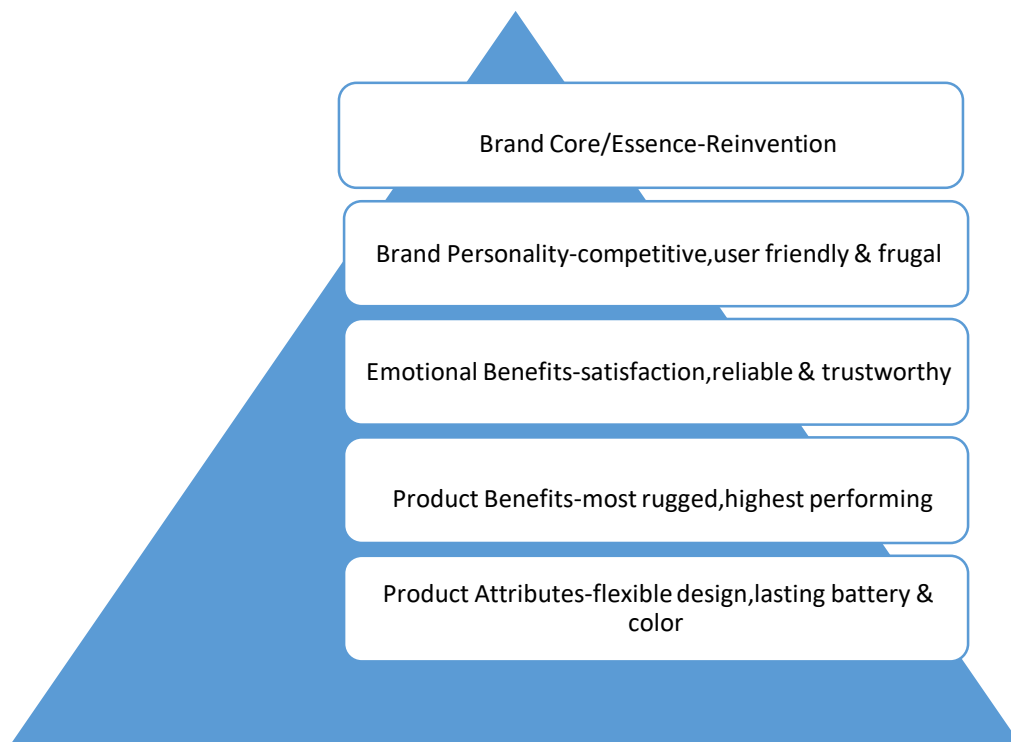 Brand Core/Essence-Reinvention
Brand Personality-competitive,user friendly & frugal
Emotional Benefits-satisfaction,reliable & trustworthy
Product Benefits-most rugged,highest performing
Product Attributes-flexible design,lasting battery &
color